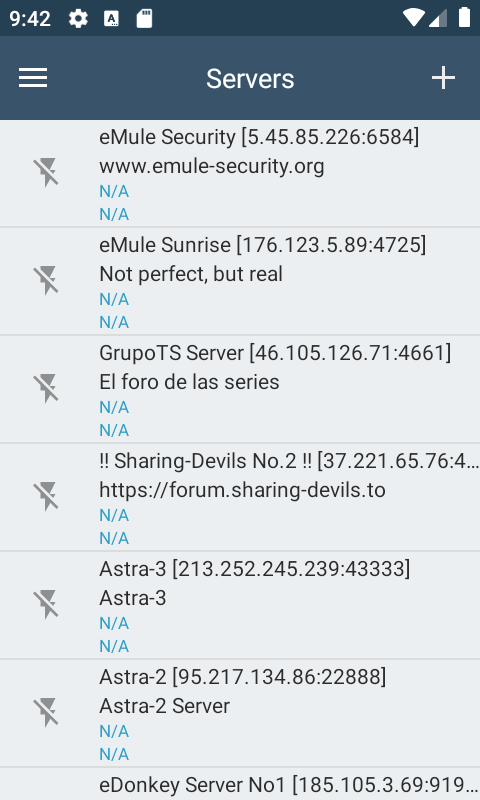 9:42
Servers
eMule Security [5.45.85.226:6584]
www.emule-security.org
N/A
N/A
eMule Sunrise [176.123.5.89:4725]
Not perfect, but real
N/A
N/A
GrupoTS Server [46.105.126.71:4661]
El foro de las series
N/A
N/A
!! Sharing-Devils No.2 !! [37.221.65.76:4...
https://forum.sharing-devils.to
N/A
N/A
Astra-3 [213.252.245.239:43333]
Astra-3
N/A
N/A
Astra-2 [95.217.134.86:22888]
Astra-2 Server
N/A
N/A
eDonkey Server No1 [185.105.3.69:919...